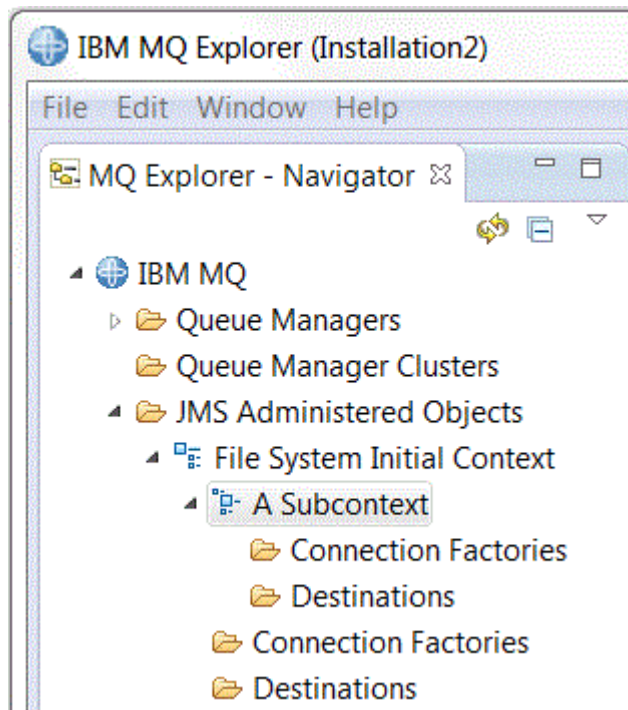 IBM MQ Explorer (Installation2)
File Edit Window Help
MQ Explorer - Navigator
IBM MQ
Queue Managers
Queue Manager Clusters
JMS Administered Objects
File System Initial Context
A Subcontext
Connection Factories
Destinations
Connection Factories
Destinations